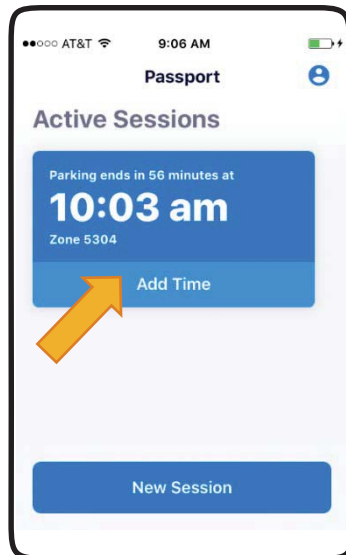 AT&T 9:06 AM
Passport
Active Sessions
Parking ends in 56 minutes at
10:03 am
Zone 5304
Add Time
New Session